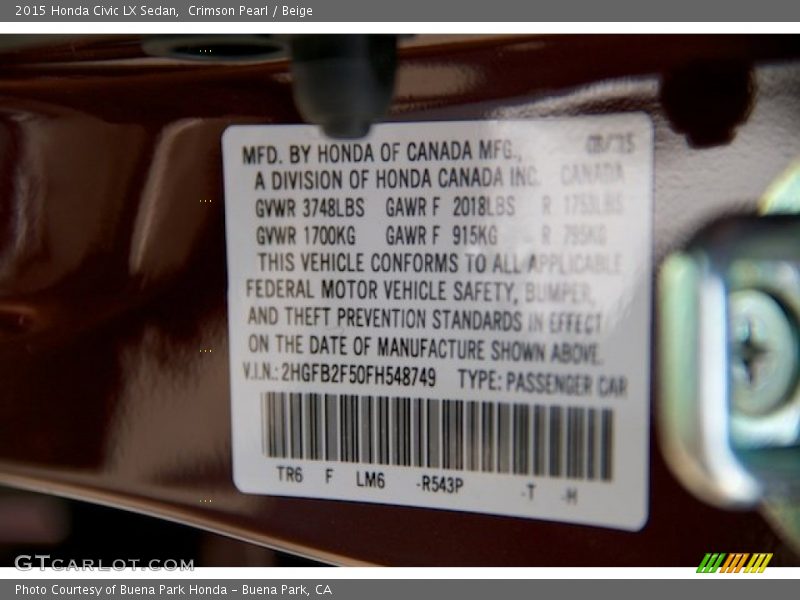 2015 Honda Civic LX Sedan,  Crimson Pearl / Beige
MFD. BY HONDA OF CANADA MFG.,
A DIVISION OF HONDA CANADA INC. CANADA
GVWR 3748LBS GAWR F 2018LBS R 1753LBS
GVWR 1700KG GAWR F 915KG R 795KG
THIS VEHICLE CONFORMS TO ALL APPLICABLE
FEDERAL MOTOR VEHICLE SAFETY, BUMPER,
AND THEFT PREVENTION STANDARDS IN EFFECT
ON THE DATE OF MANUFACTURE SHOWN ABOVE.
V.I.N.: 2HGFB2F50FH548749 TYPE: PASSENGER CAR
TR6 F LM6 -R543P -T -H
GTcarlot.com
Photo Courtesy of Buena Park Honda - Buena Park, CA